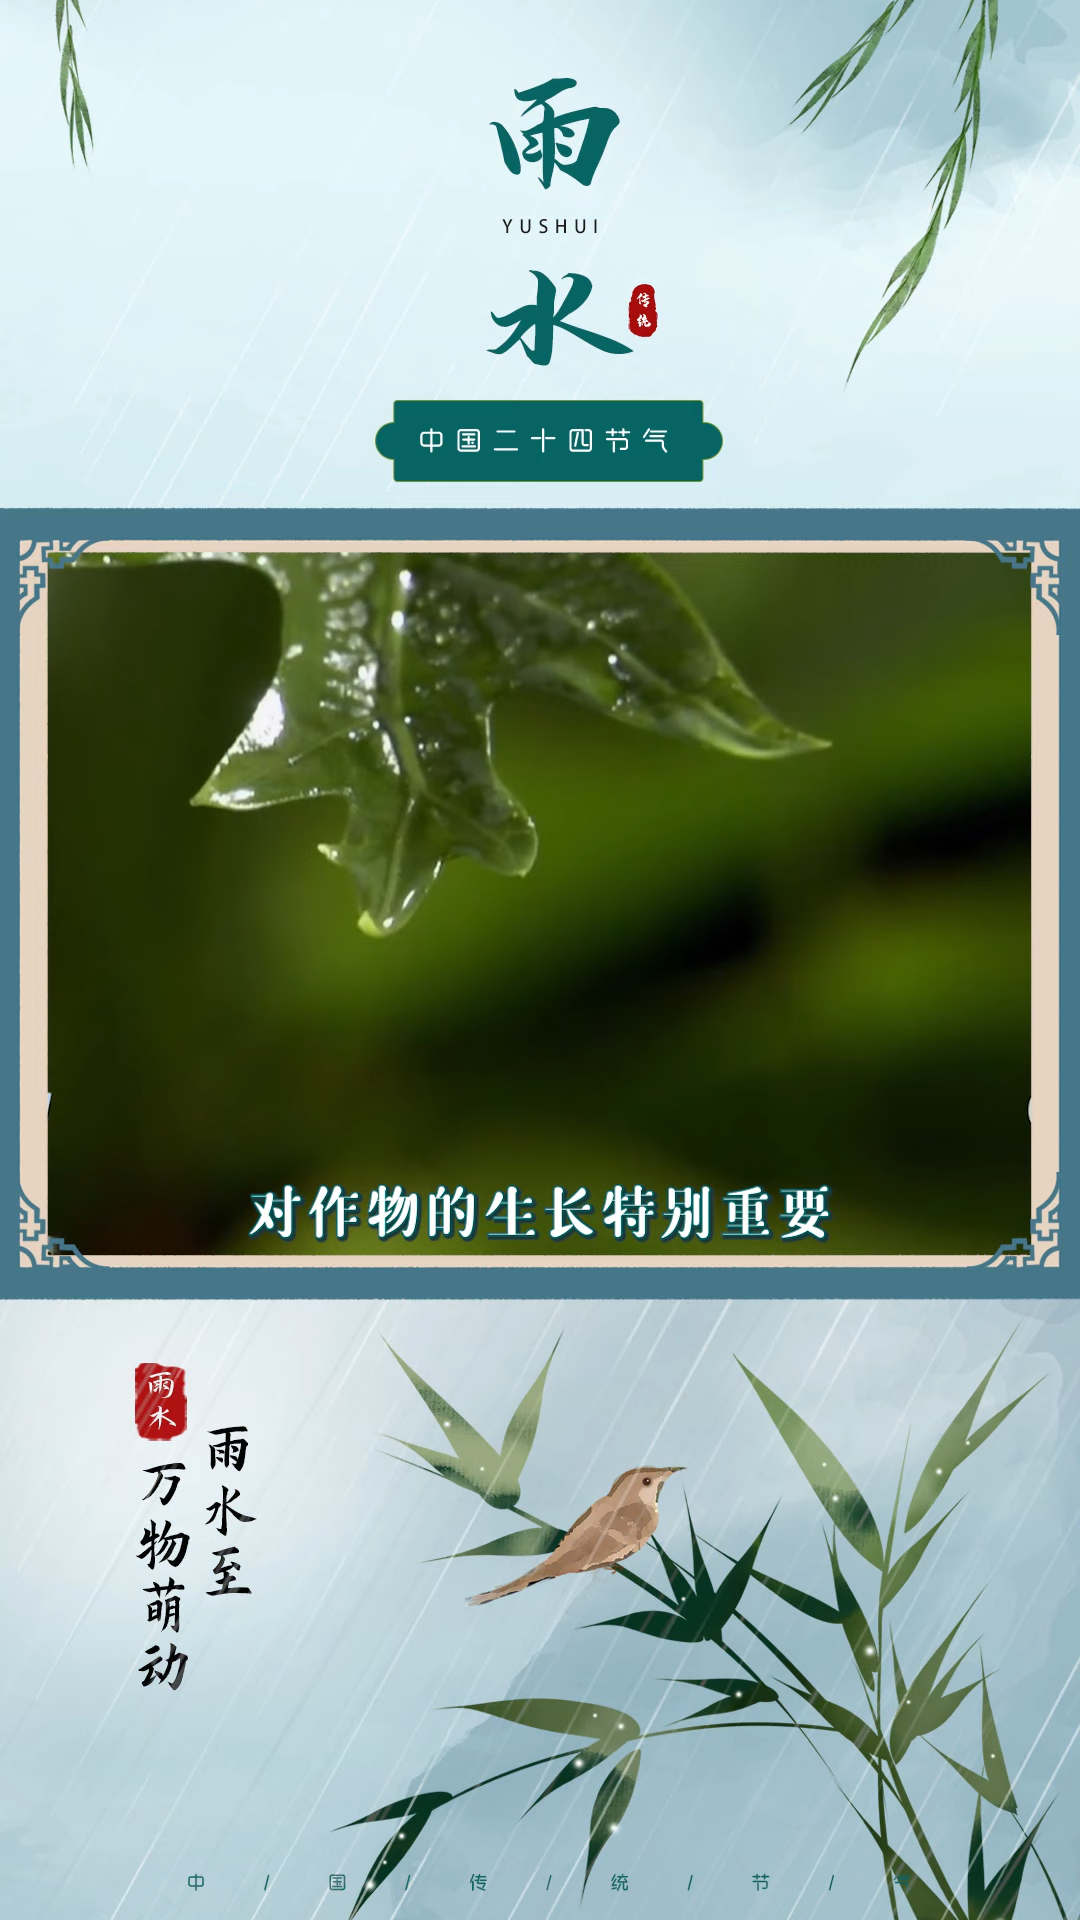 雨
YUSHUI
水
传统
中国二十四节气
对作物的生长特别重要
雨水
雨水至
万物萌动
中/国/传/统/节/气